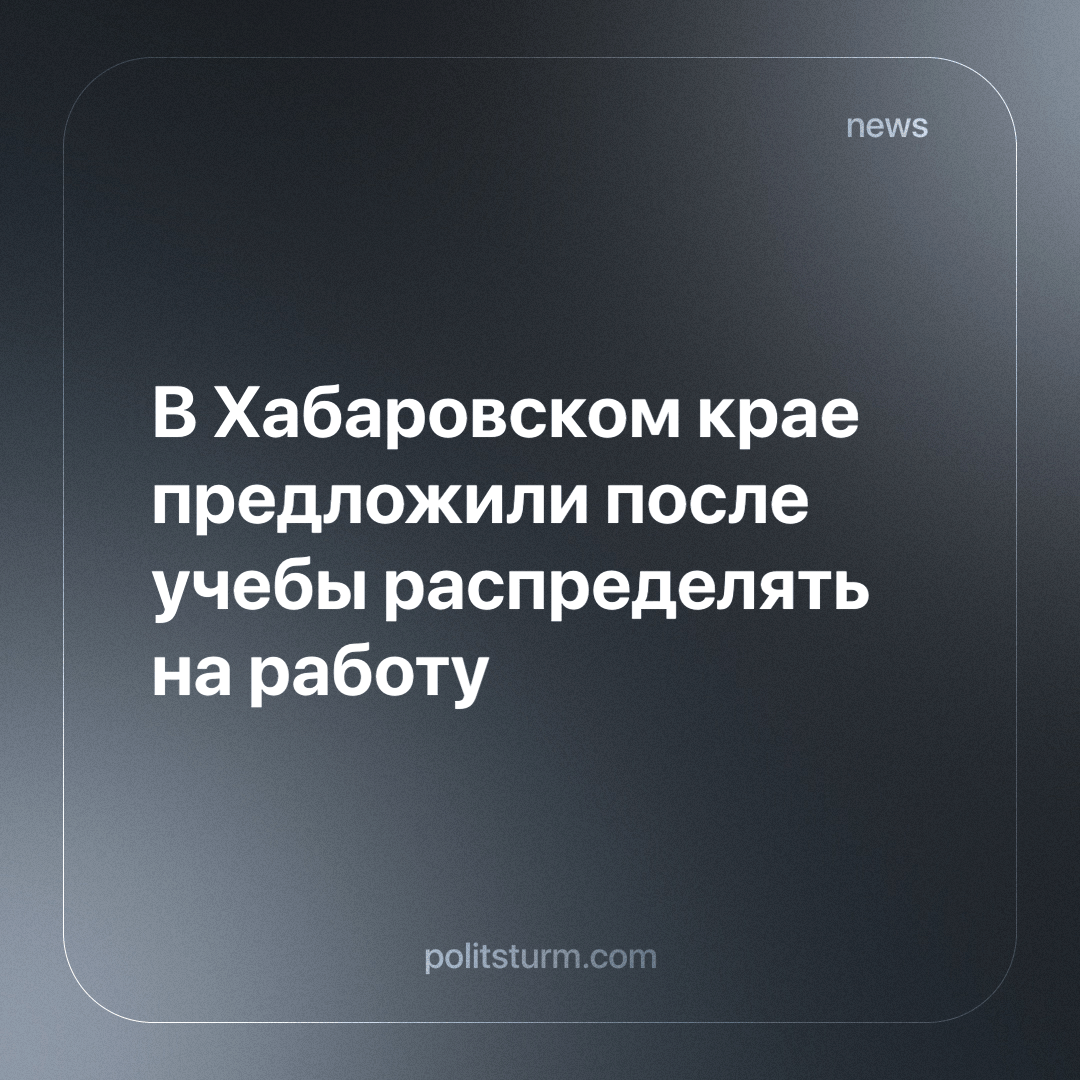 news
В Хабаровском крае
предложили после
учебы распределять
на работу
politsturm.com